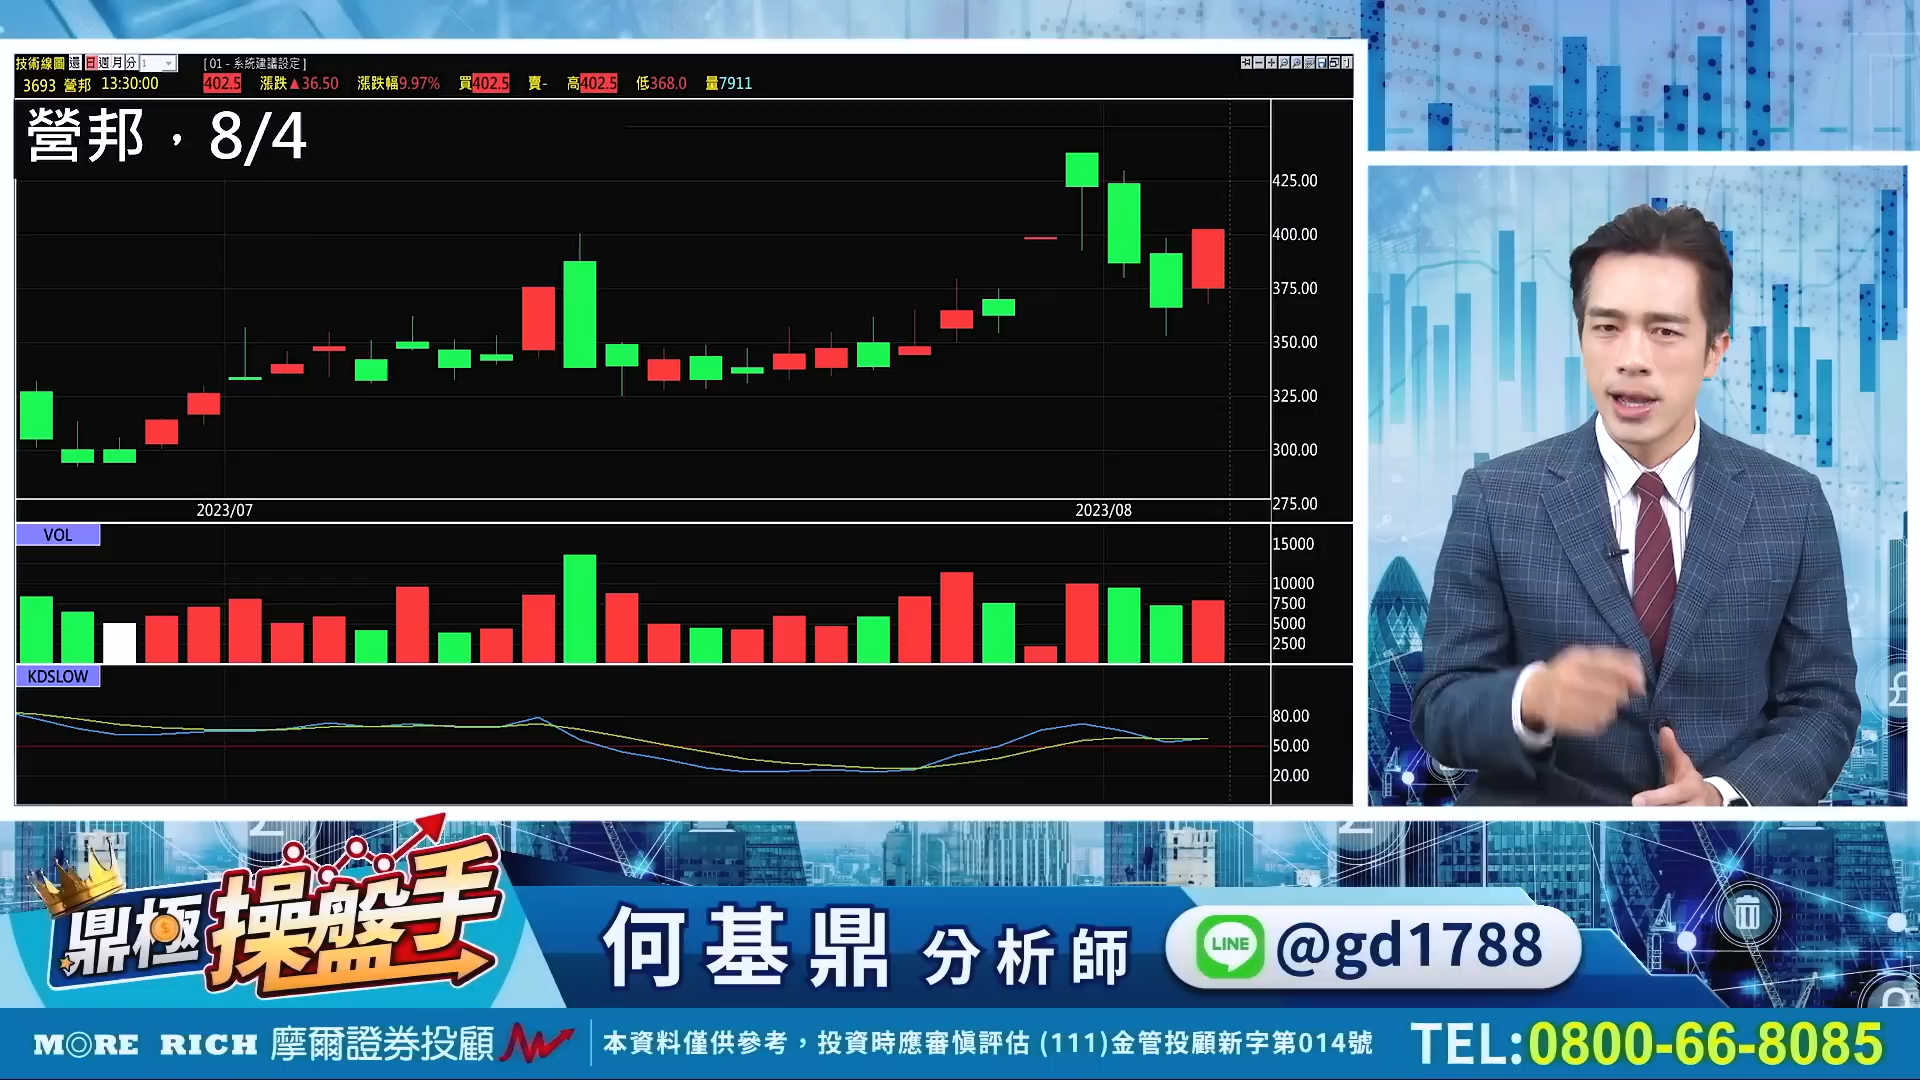 技術線圖 還 日 週 月 分 1 [ 01 - 系統建議設定 ]
3693 營邦 13:30:00 402.5 漲跌▲36.50 漲跌幅9.97% 買402.5 賣- 高402.5 低368.0 量7911
營邦，8/4
425.00
400.00
375.00
350.00
325.00
300.00
275.00
2023/07 2023/08
VOL
15000
10000
7500
5000
2500
KDSLOW
80.00
50.00
20.00
鼎極操盤手
何基鼎 分析師 LINE @gd1788
MORE RICH 摩爾證券投顧 本資料僅供參考，投資時應審慎評估 (111)金管投顧新字第014號 TEL:0800-66-8085